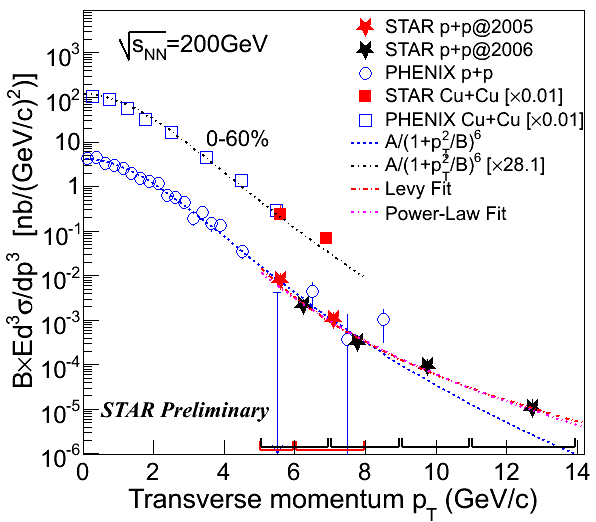 √s_NN=200GeV
STAR p+p@2005
STAR p+p@2006
PHENIX p+p
STAR Cu+Cu [×0.01]
PHENIX Cu+Cu [×0.01]
A/(1+p_T^2/B)^6
A/(1+p_T^2/B)^6 [×28.1]
Levy Fit
Power-Law Fit
0-60%
B×Ed^3σ/dp^3 [nb/(GeV/c)^2)]
10^3
10^2
10
1
10^-1
10^-2
10^-3
10^-4
10^-5
10^-6
STAR Preliminary
0 2 4 6 8 10 12 14
Transverse momentum p_T (GeV/c)